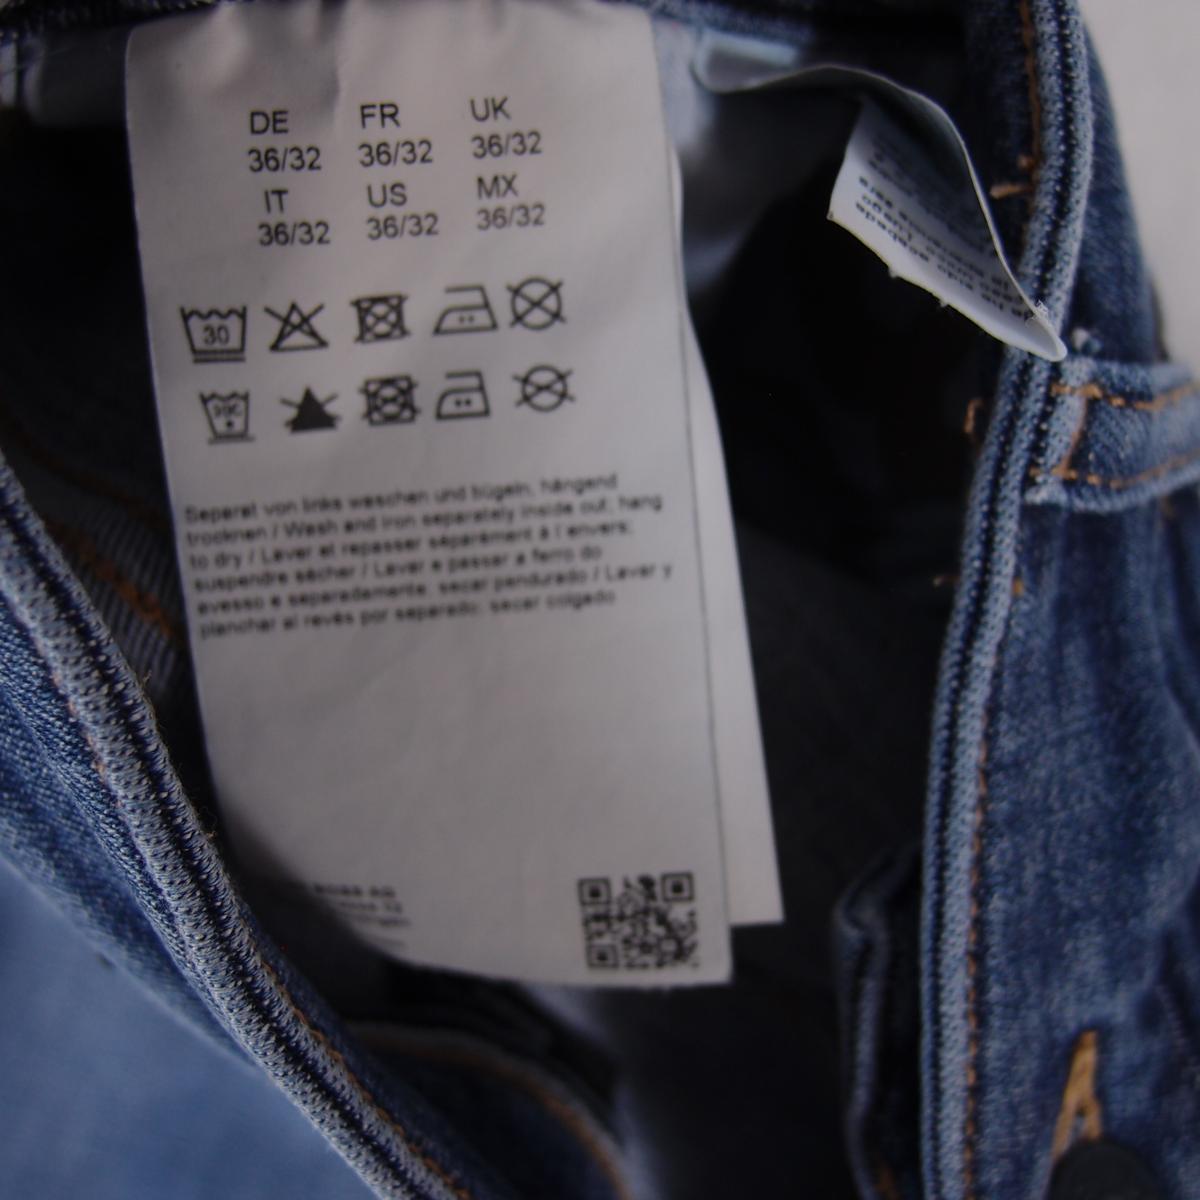 DE FR UK
36/32 36/32 36/32
IT US MX
36/32 36/32 36/32
30
Separat von links waschen und bügeln, hängend
trocknen / Wash and iron separately inside out; hang
to dry / Laver et repasser séparément à l'envers;
suspendre sécher / Lavar e passar a ferro do
avesso e separadamente; secar pendurado / Lavar y
planchar al revés por separado; secar colgado
BOSS AG